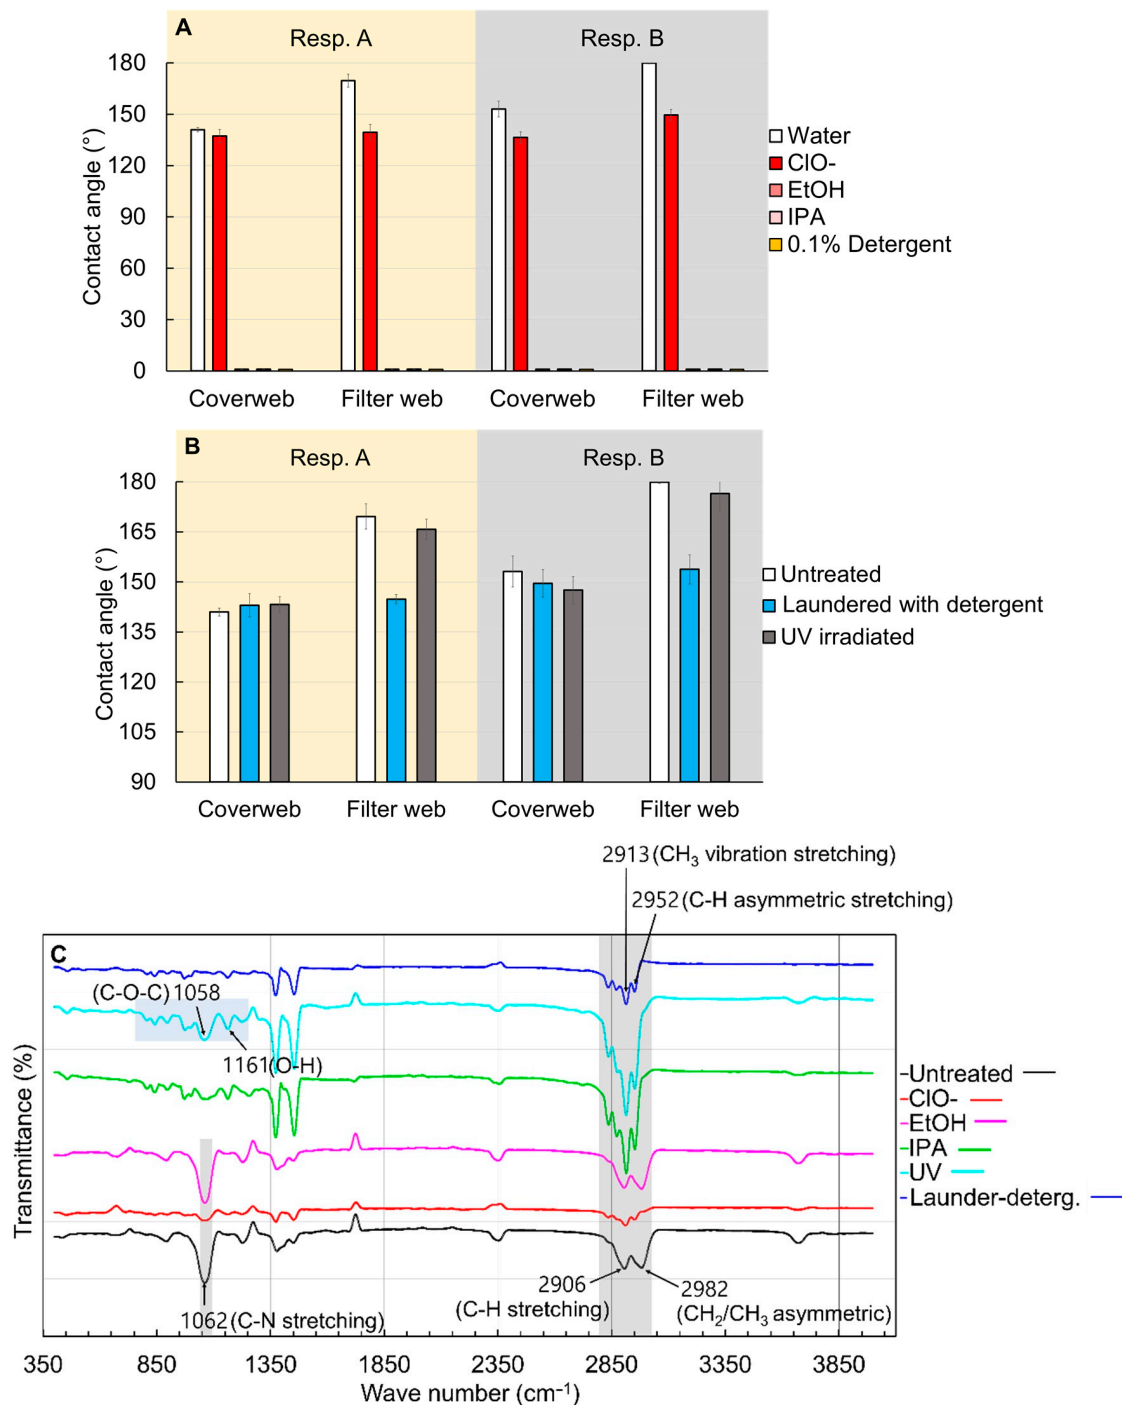 A
Resp. A
Resp. B
180
150
120
90
60
30
0
Contact angle (°)
Coverweb
Filter web
Coverweb
Filter web
Water
ClO-
EtOH
IPA
0.1% Detergent
B
Resp. A
Resp. B
180
165
150
135
120
105
90
Contact angle (°)
Coverweb
Filter web
Coverweb
Filter web
Untreated
Laundered with detergent
UV irradiated
2913 (CH₃ vibration stretching)
2952 (C-H asymmetric stretching)
C
(C-O-C) 1058
1161(O-H)
2906
(C-H stretching)
2982
(CH₂/CH₃ asymmetric)
1062 (C-N stretching)
Transmittance (%)
Untreated
ClO-
EtOH
IPA
UV
Launder-deterg.
350 850 1350 1850 2350 2850 3350 3850
Wave number (cm⁻¹)